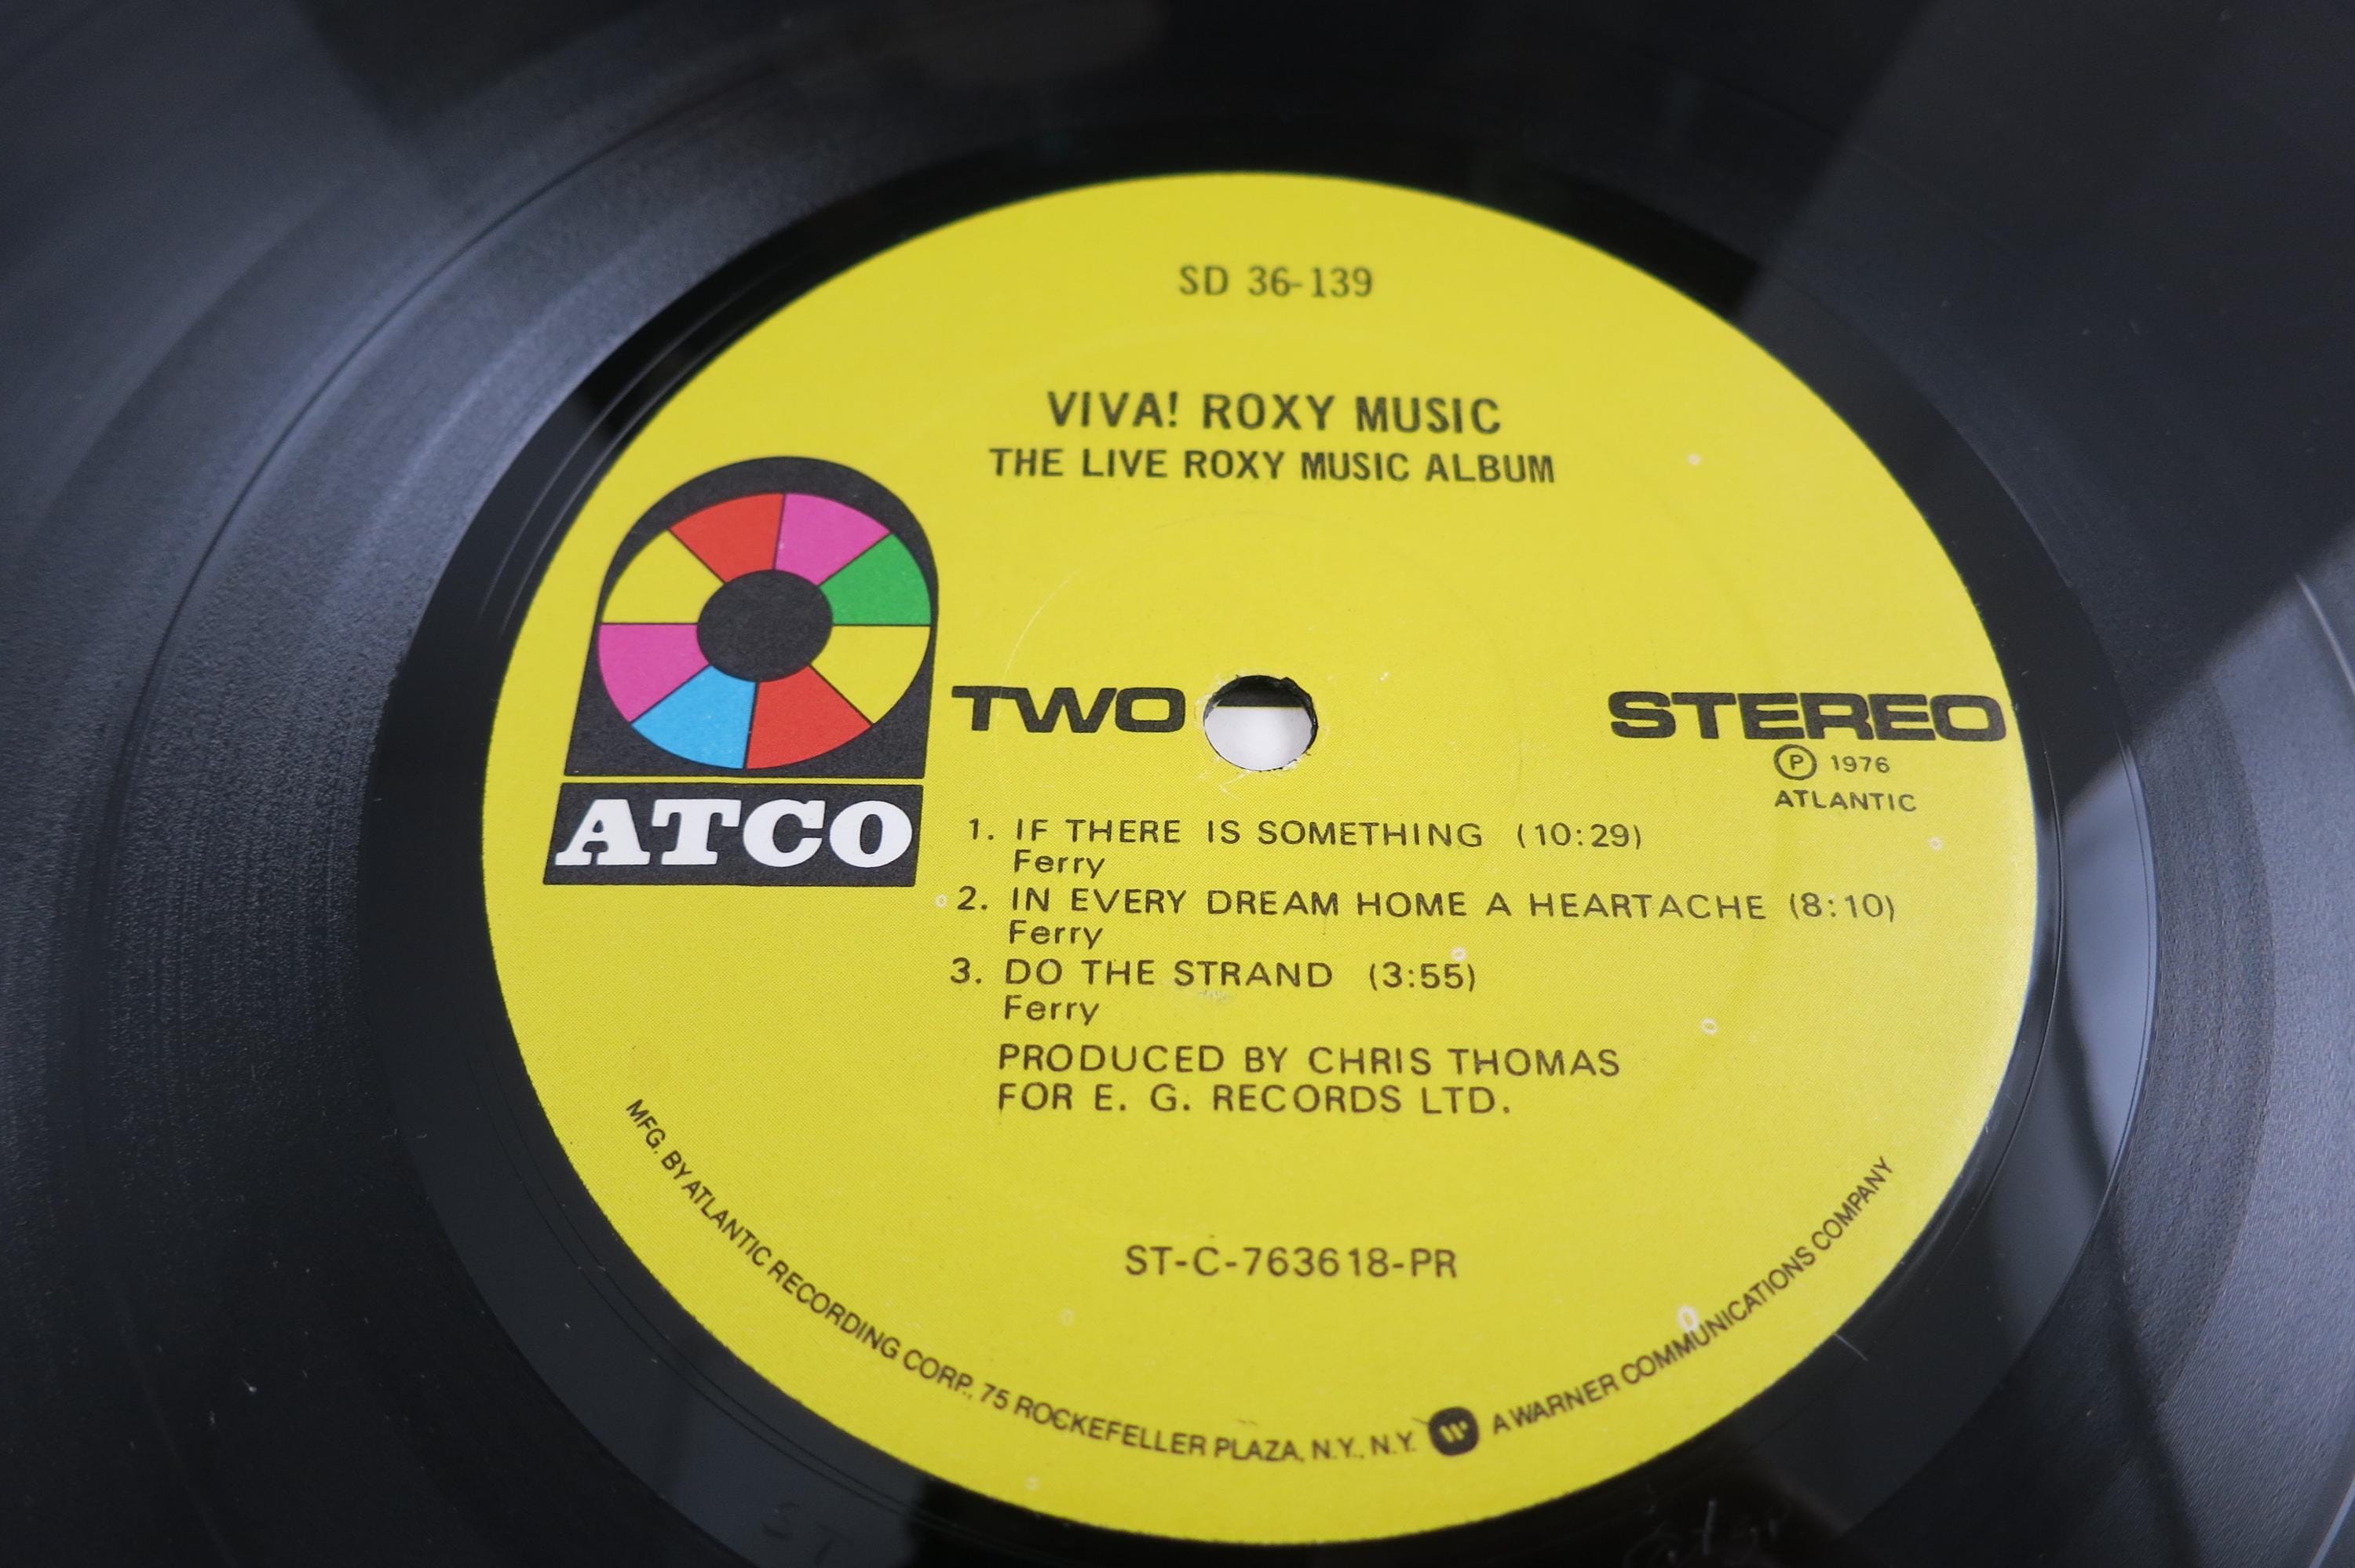 SD 36-139
VIVA! ROXY MUSIC
THE LIVE ROXY MUSIC ALBUM
ATCO
TWO
STEREO
Ⓟ 1976
ATLANTIC
1. IF THERE IS SOMETHING (10:29)
Ferry
2. IN EVERY DREAM HOME A HEARTACHE (8:10)
Ferry
3. DO THE STRAND (3:55)
Ferry
PRODUCED BY CHRIS THOMAS
FOR E. G. RECORDS LTD.
ST-C-763618-PR
MFG. BY ATLANTIC RECORDING CORP., 75 ROCKEFELLER PLAZA, N.Y., N.Y. A WARNER COMMUNICATIONS COMPANY